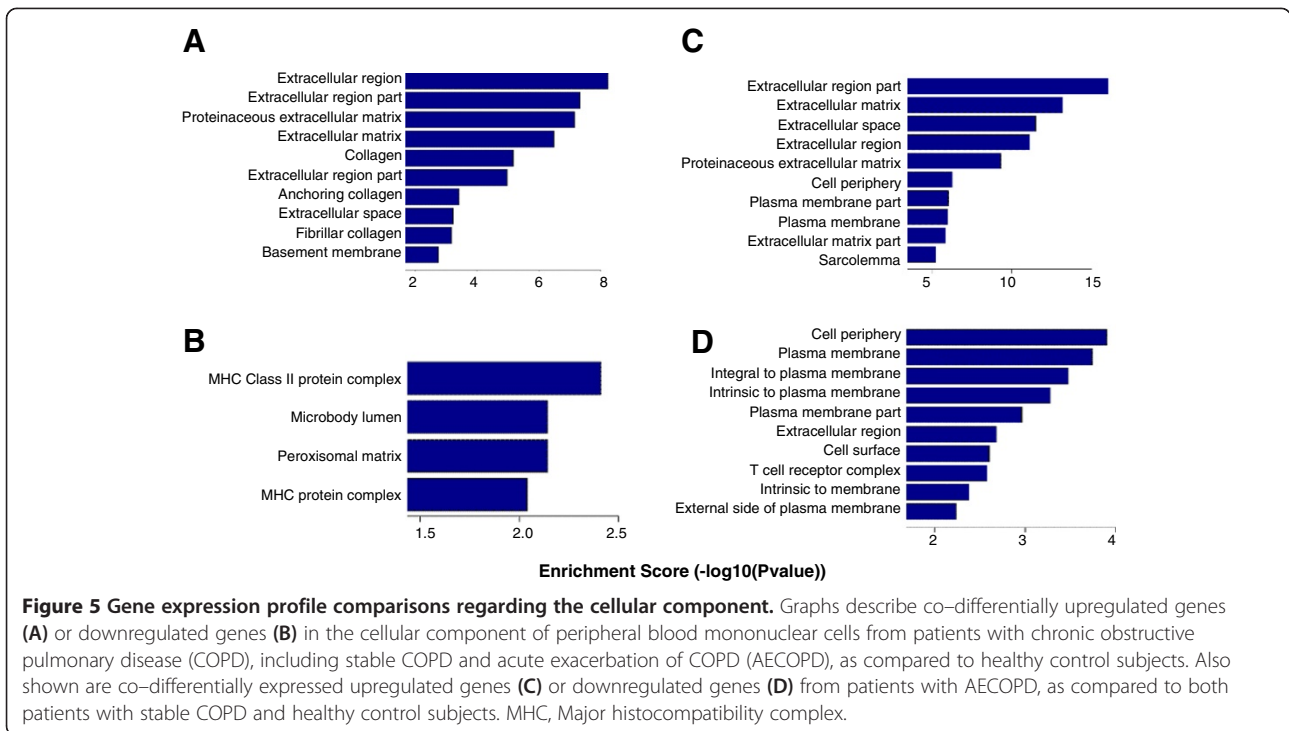 A
Extracellular region
Extracellular region part
Proteinaceous extracellular matrix
Extracellular matrix
Collagen
Extracellular region part
Anchoring collagen
Extracellular space
Fibrillar collagen
Basement membrane
2 4 6 8
C
Extracellular region part
Extracellular matrix
Extracellular space
Extracellular region
Proteinaceous extracellular matrix
Cell periphery
Plasma membrane part
Plasma membrane
Extracellular matrix part
Sarcolemma
5 10 15
B
MHC Class II protein complex
Microbody lumen
Peroxisomal matrix
MHC protein complex
1.5 2.0 2.5
D
Cell periphery
Plasma membrane
Integral to plasma membrane
Intrinsic to plasma membrane
Plasma membrane part
Extracellular region
Cell surface
T cell receptor complex
Intrinsic to membrane
External side of plasma membrane
2 3 4
Enrichment Score (-log10(Pvalue))
Figure 5 Gene expression profile comparisons regarding the cellular component. Graphs describe co–differentially upregulated genes
(A) or downregulated genes (B) in the cellular component of peripheral blood mononuclear cells from patients with chronic obstructive
pulmonary disease (COPD), including stable COPD and acute exacerbation of COPD (AECOPD), as compared to healthy control subjects. Also
shown are co–differentially expressed upregulated genes (C) or downregulated genes (D) from patients with AECOPD, as compared to both
patients with stable COPD and healthy control subjects. MHC, Major histocompatibility complex.